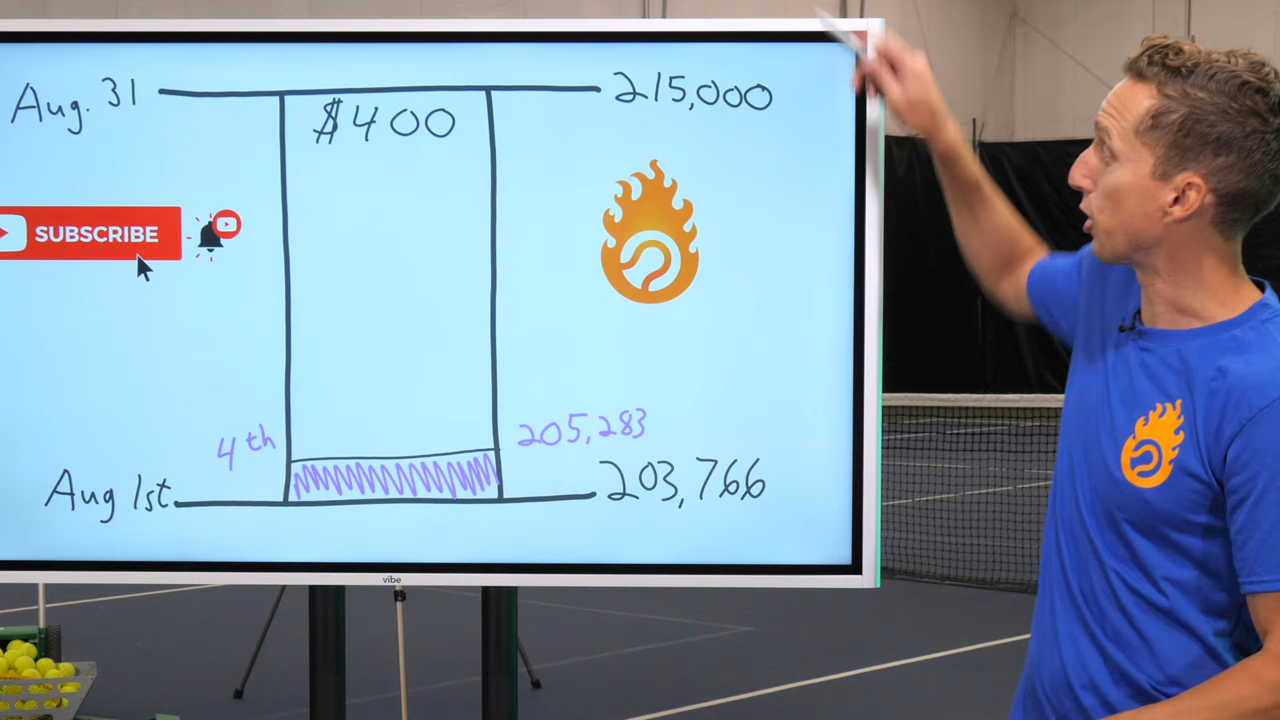 Aug. 31
215,000
$400
SUBSCRIBE
4th
205,283
Aug 1st
203,766
vibe